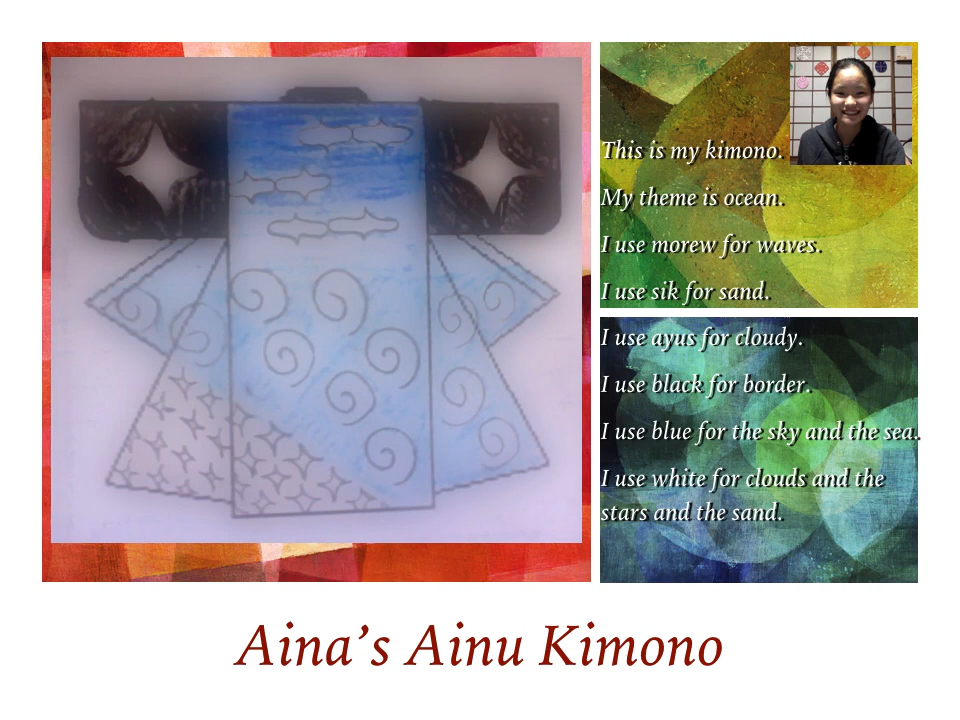 This is my kimono.
My theme is ocean.
I use morew for waves.
I use sik for sand.
I use ayus for cloudy.
I use black for border.
I use blue for the sky and the sea.
I use white for clouds and the
stars and the sand.
Aina’s Ainu Kimono